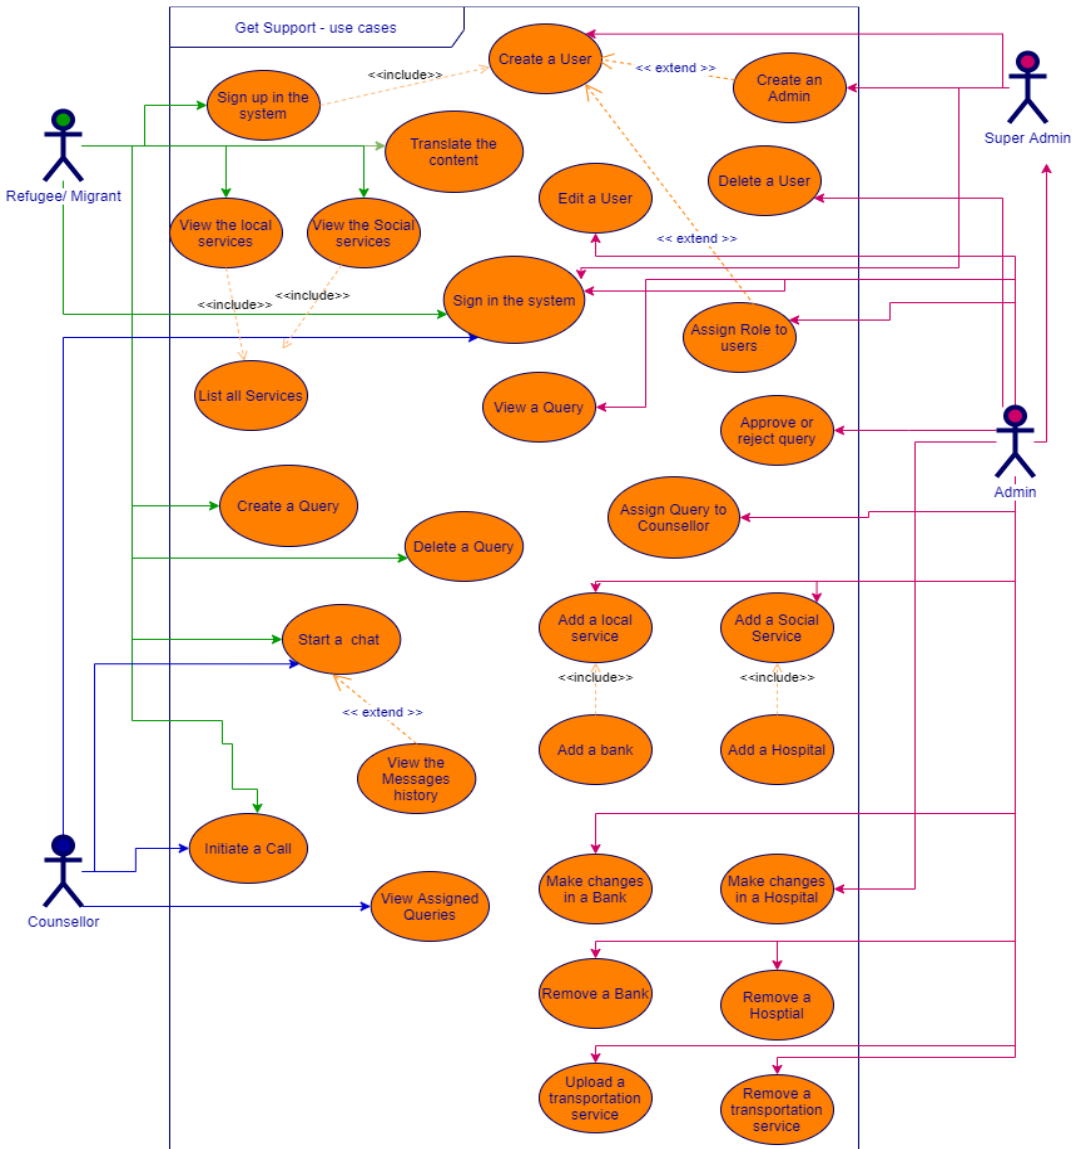 Get Support - use cases
Create a User
<<include>>
<< extend >>
Create an
Admin
Sign up in the
system
Super Admin
Translate the
content
Refugee/ Migrant
Delete a User
Edit a User
View the local
services
View the Social
services
<< extend >>
<<include>>
<<include>>
Sign in the system
Assign Role to
users
List all Services
View a Query
Approve or
reject query
Admin
Create a Query
Assign Query to
Counsellor
Delete a Query
Start a  chat
Add a local
service
Add a Social
Service
<<include>>
<<include>>
<< extend >>
View the
Messages
history
Add a bank
Add a Hospital
Initiate a Call
Counsellor
View Assigned
Queries
Make changes
in a Bank
Make changes
in a Hospital
Remove a Bank
Remove a
Hosptial
Upload a
transportation
service
Remove a
transportation
service